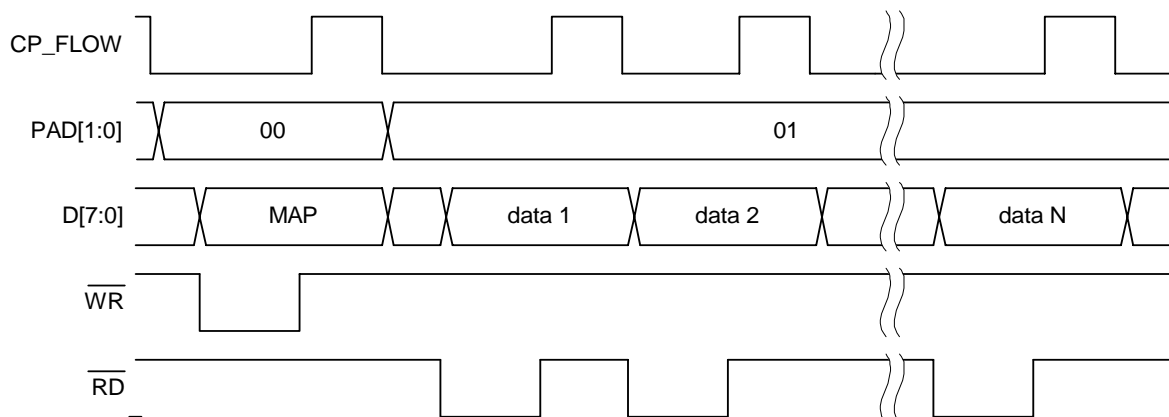 CP_FLOW
PAD[1:0] 00 01
D[7:0] MAP data 1 data 2 data N
WR
RD